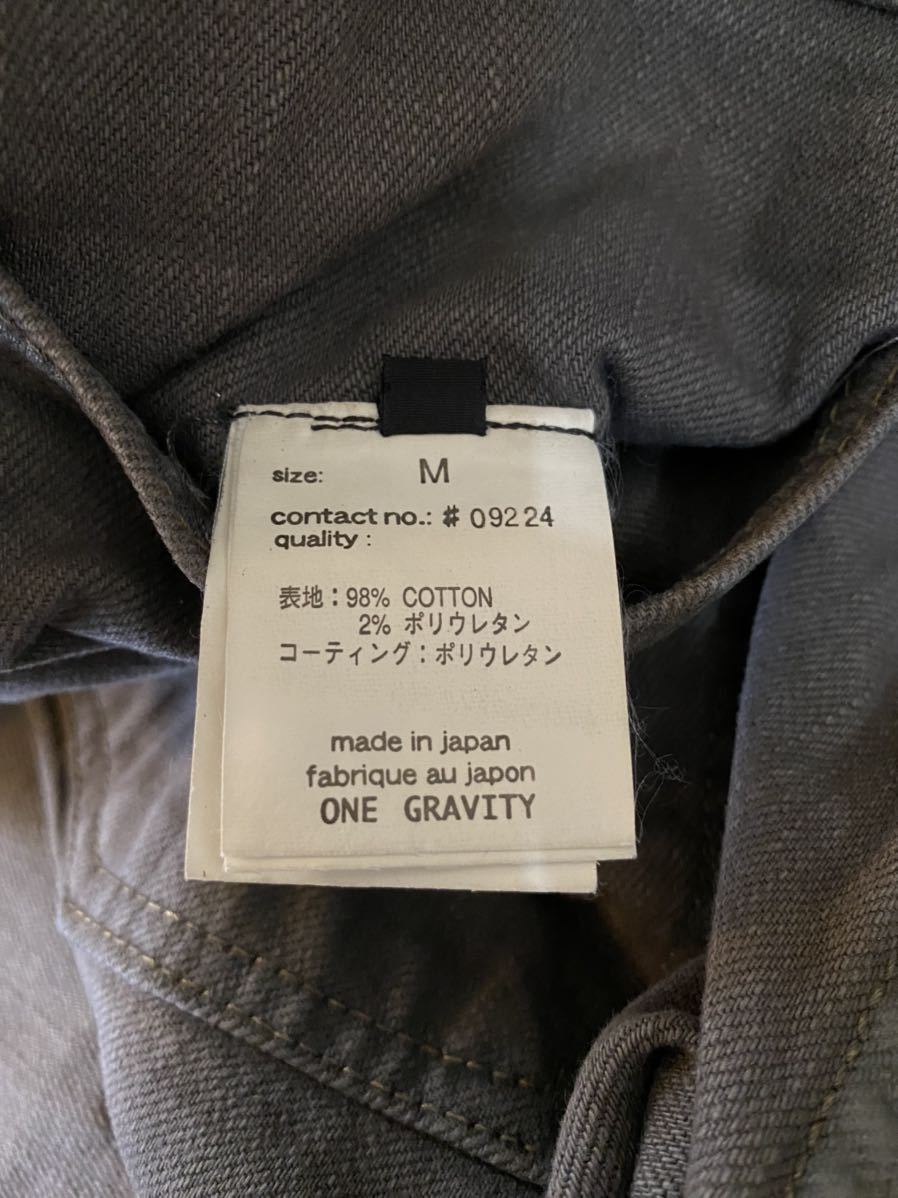 size: M
contact no.: # 09224
quality :
表地：98% COTTON
2% ポリウレタン
コーティング：ポリウレタン
made in japan
fabrique au japon
ONE GRAVITY